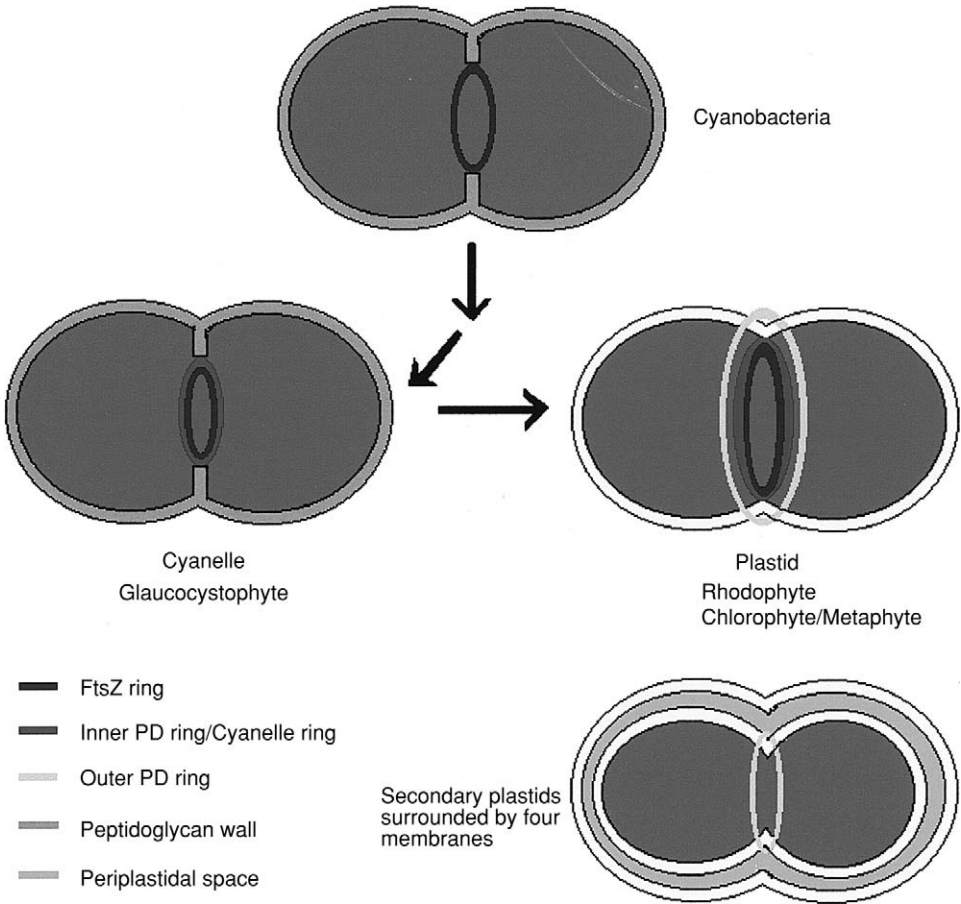 Cyanobacteria
Cyanelle
Glaucocystophyte
Plastid
Rhodophyte
Chlorophyte/Metaphyte
FtsZ ring
Inner PD ring/Cyanelle ring
Outer PD ring
Peptidoglycan wall
Periplastidal space
Secondary plastids
surrounded by four
membranes